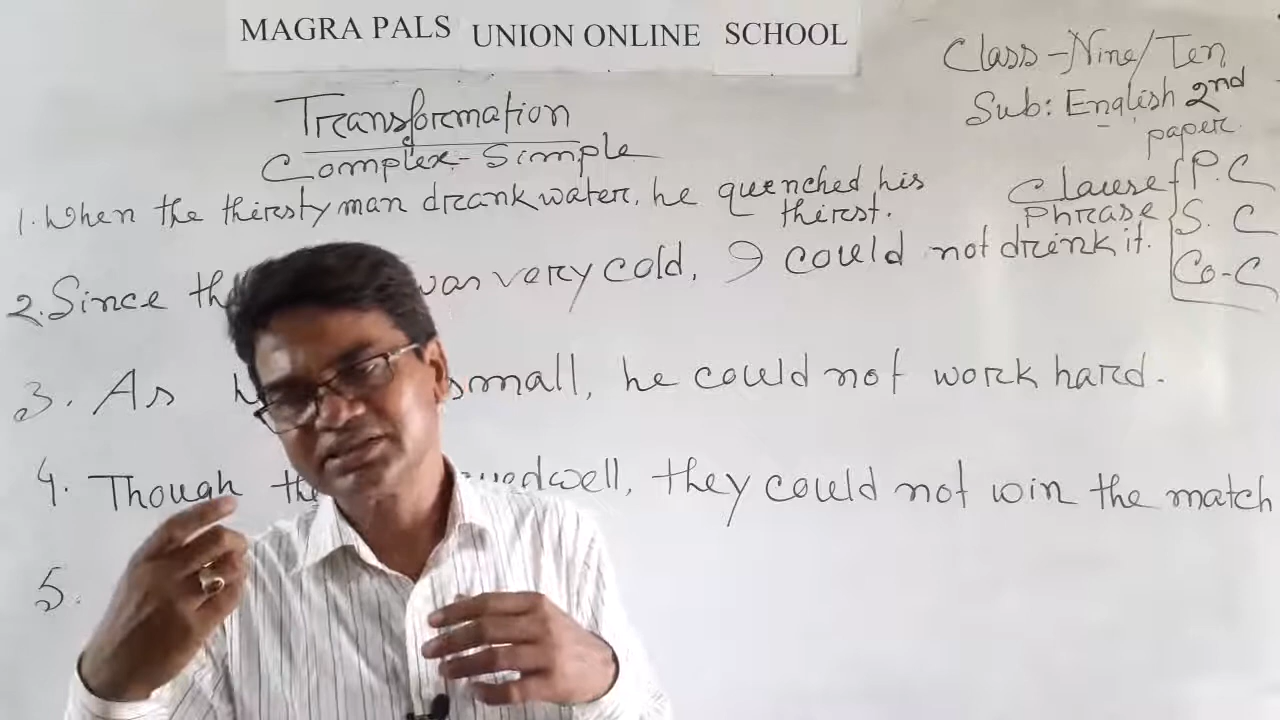 MAGRA PALS UNION ONLINE SCHOOL
Class-Nine/Ten
Sub: English 2nd
paper.
Transformation
Complex-Simple
1. When the thirsty man drank water, he quenched his
thirst.
Clause P.C
Phrase S. C
Co-C
2. Since was very cold, I could not drink it.
3. As small, he could not work hard.
4. Though well, they could not win the match
5.